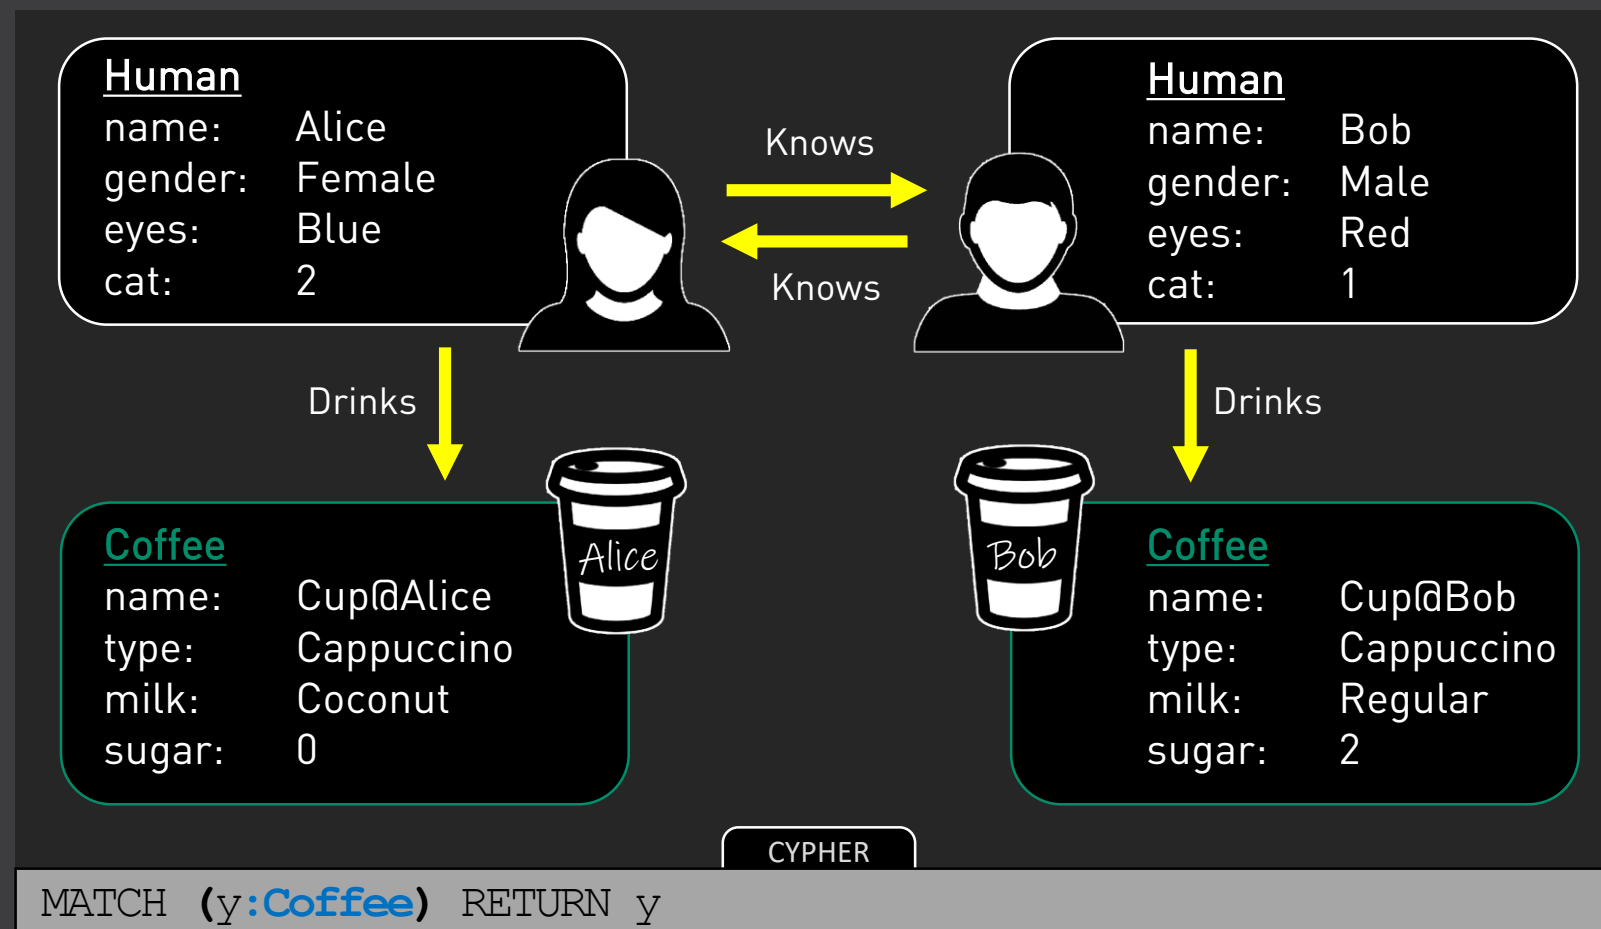 Human
name: Alice
gender: Female
eyes: Blue
cat: 2
Knows
Knows
Human
name: Bob
gender: Male
eyes: Red
cat: 1
Drinks
Drinks
Alice
Coffee
name: Cup@Alice
type: Cappuccino
milk: Coconut
sugar: 0
Bob
Coffee
name: Cup@Bob
type: Cappuccino
milk: Regular
sugar: 2
CYPHER
MATCH (y:Coffee) RETURN y